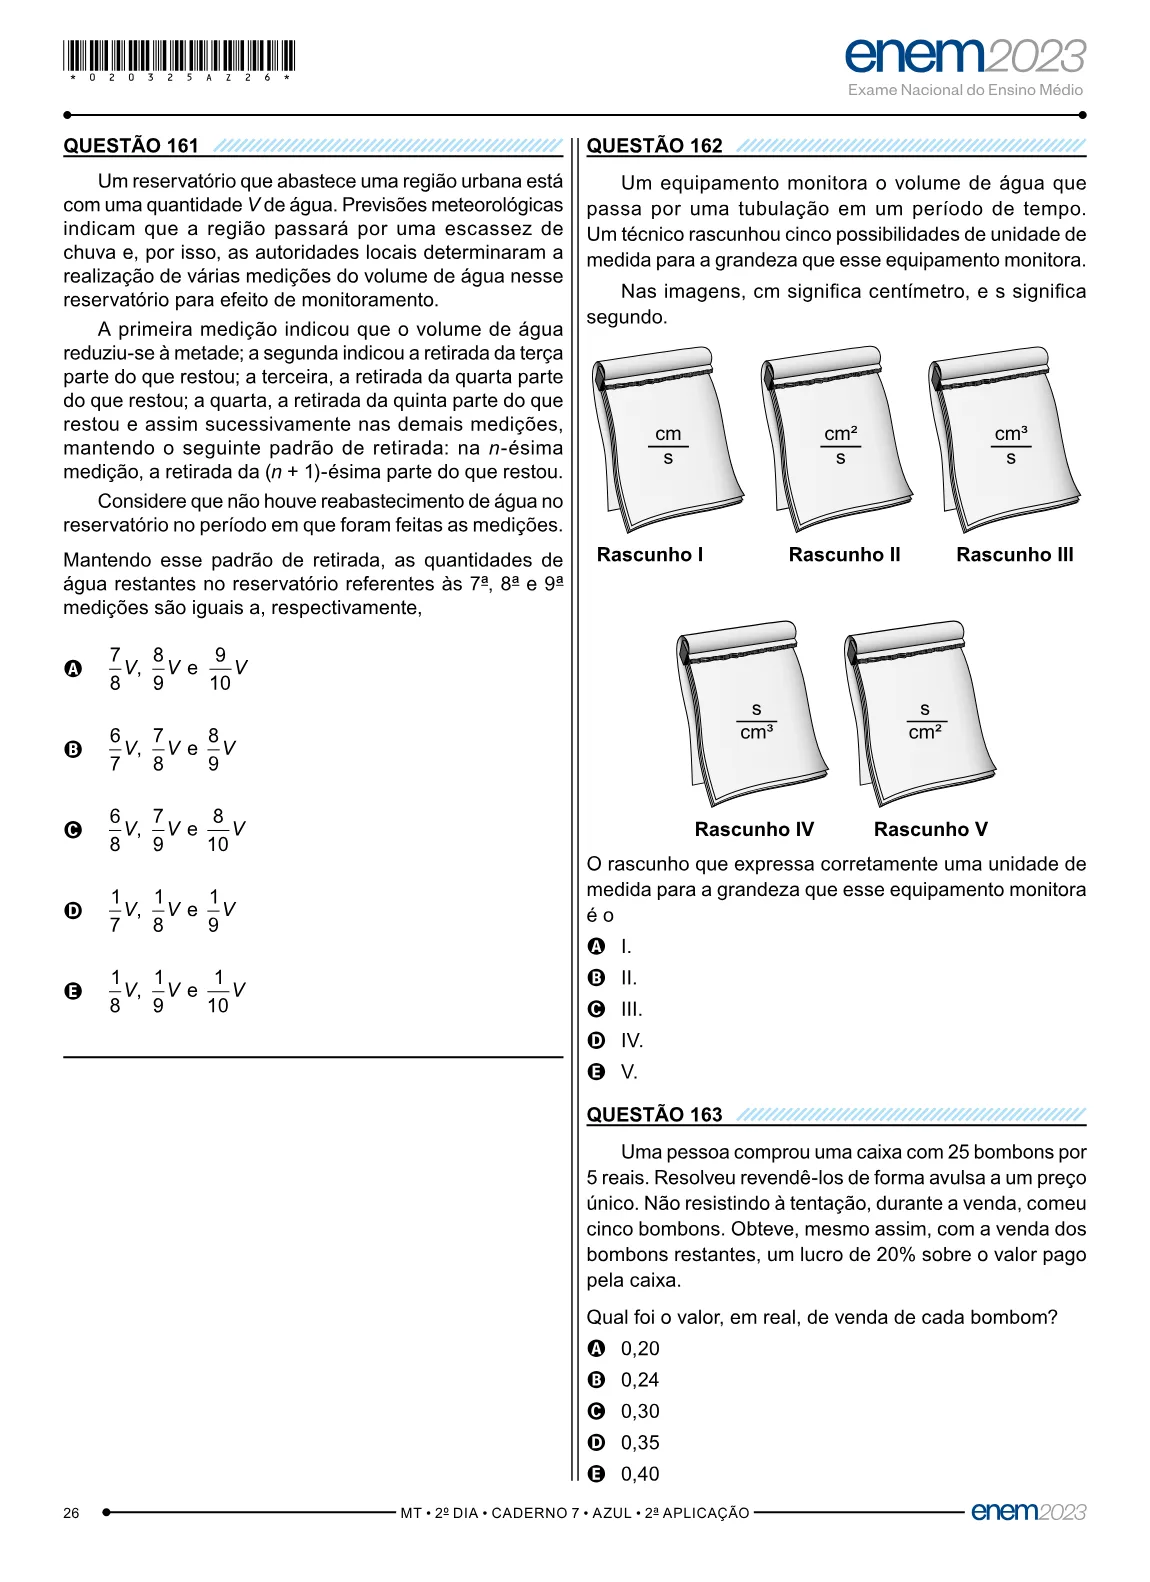 *020325AZ26*
enem2023
Exame Nacional do Ensino Médio
QUESTÃO 161
Um reservatório que abastece uma região urbana está
com uma quantidade V de água. Previsões meteorológicas
indicam que a região passará por uma escassez de
chuva e, por isso, as autoridades locais determinaram a
realização de várias medições do volume de água nesse
reservatório para efeito de monitoramento.
A primeira medição indicou que o volume de água
reduziu-se à metade; a segunda indicou a retirada da terça
parte do que restou; a terceira, a retirada da quarta parte
do que restou; a quarta, a retirada da quinta parte do que
restou e assim sucessivamente nas demais medições,
mantendo o seguinte padrão de retirada: na n-ésima
medição, a retirada da (n + 1)-ésima parte do que restou.
Considere que não houve reabastecimento de água no
reservatório no período em que foram feitas as medições.
Mantendo esse padrão de retirada, as quantidades de
água restantes no reservatório referentes às 7ª, 8ª e 9ª
medições são iguais a, respectivamente,
A 7/8 V, 8/9 V e 9/10 V
B 6/7 V, 7/8 V e 8/9 V
C 6/8 V, 7/9 V e 8/10 V
D 1/7 V, 1/8 V e 1/9 V
E 1/8 V, 1/9 V e 1/10 V
QUESTÃO 162
Um equipamento monitora o volume de água que
passa por uma tubulação em um período de tempo.
Um técnico rascunhou cinco possibilidades de unidade de
medida para a grandeza que esse equipamento monitora.
Nas imagens, cm significa centímetro, e s significa
segundo.
cm/s cm²/s cm³/s
Rascunho I Rascunho II Rascunho III
s/cm³ s/cm²
Rascunho IV Rascunho V
O rascunho que expressa corretamente uma unidade de
medida para a grandeza que esse equipamento monitora
é o
A I.
B II.
C III.
D IV.
E V.
QUESTÃO 163
Uma pessoa comprou uma caixa com 25 bombons por
5 reais. Resolveu revendê-los de forma avulsa a um preço
único. Não resistindo à tentação, durante a venda, comeu
cinco bombons. Obteve, mesmo assim, com a venda dos
bombons restantes, um lucro de 20% sobre o valor pago
pela caixa.
Qual foi o valor, em real, de venda de cada bombom?
A 0,20
B 0,24
C 0,30
D 0,35
E 0,40
26
MT • 2º DIA • CADERNO 7 • AZUL • 2ª APLICAÇÃO
enem2023